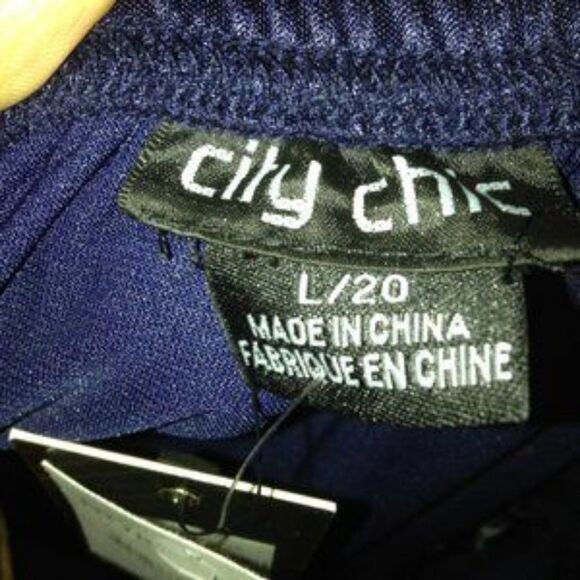 city chic
L/20
MADE IN CHINA
FABRIQUE EN CHINE